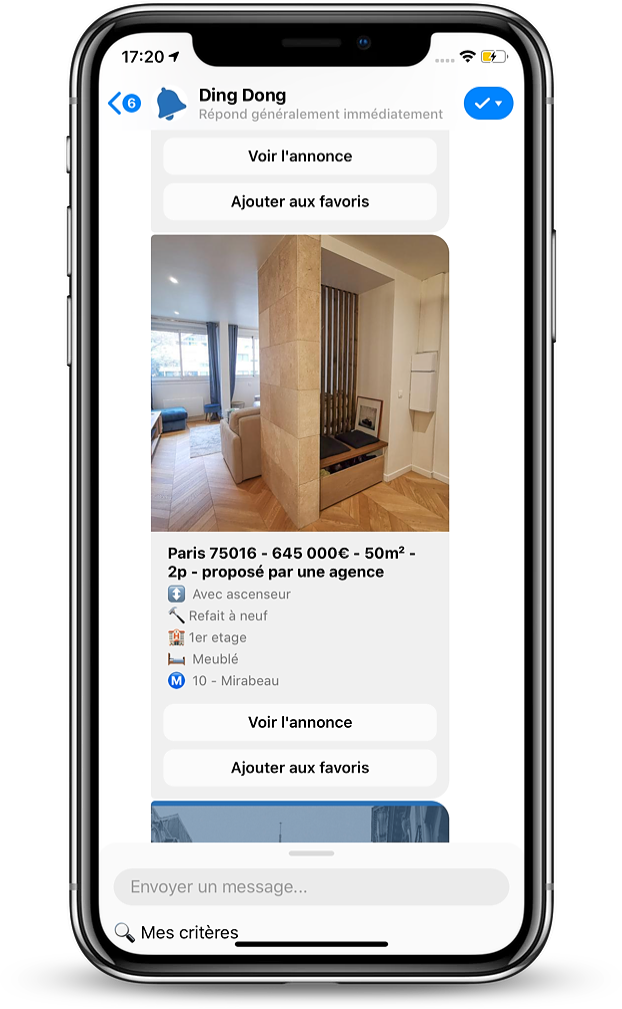 17:20
6
Ding Dong
Répond généralement immédiatement
Voir l'annonce
Ajouter aux favoris
Paris 75016 - 645 000€ - 50m² -
2p - proposé par une agence
Avec ascenseur
Refait à neuf
1er etage
Meublé
M 10 - Mirabeau
Voir l'annonce
Ajouter aux favoris
Envoyer un message...
Mes critères